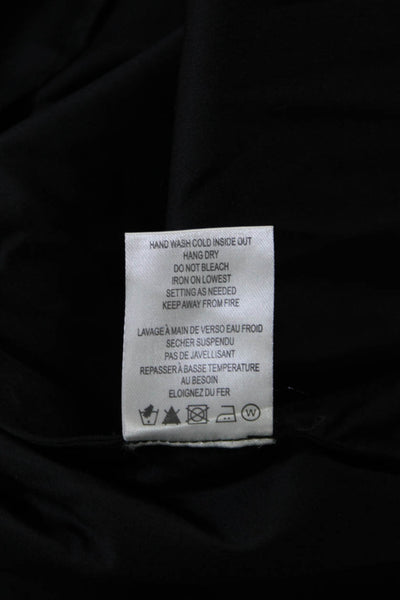 HAND WASH COLD INSIDE OUT
HANG DRY
DO NOT BLEACH
IRON ON LOWEST
SETTING AS NEEDED
KEEP AWAY FROM FIRE
LAVAGE À MAIN DE VERSO EAU FROID
SECHER SUSPENDU
PAS DE JAVELLISANT
REPASSER À BASSE TEMPERATURE
AU BESOIN
ELOIGNEZ DU FER
W